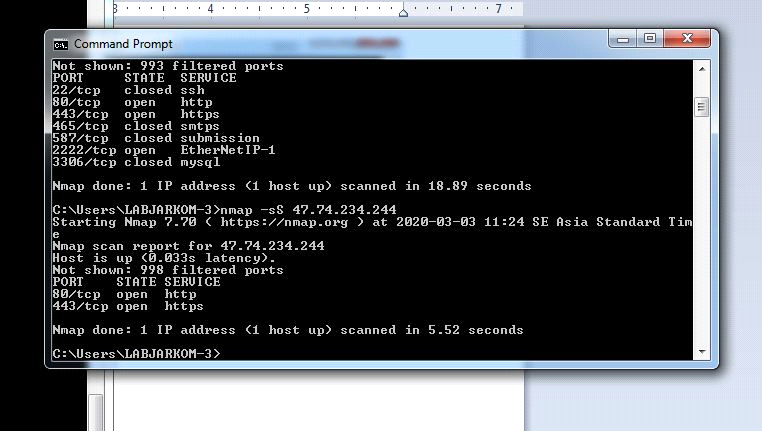 3 4 5 6 7
Command Prompt
Not shown: 993 filtered ports
PORT     STATE  SERVICE
22/tcp   closed ssh
80/tcp   open   http
443/tcp  open   https
465/tcp  closed smtps
587/tcp  closed submission
2222/tcp open   EtherNetIP-1
3306/tcp closed mysql
Nmap done: 1 IP address (1 host up) scanned in 18.89 seconds
C:\Users\LABJARKOM-3>nmap -sS 47.74.234.244
Starting Nmap 7.70 ( https://nmap.org ) at 2020-03-03 11:24 SE Asia Standard Tim
e
Nmap scan report for 47.74.234.244
Host is up (0.033s latency).
Not shown: 998 filtered ports
PORT    STATE SERVICE
80/tcp  open  http
443/tcp open  https
Nmap done: 1 IP address (1 host up) scanned in 5.52 seconds
C:\Users\LABJARKOM-3>